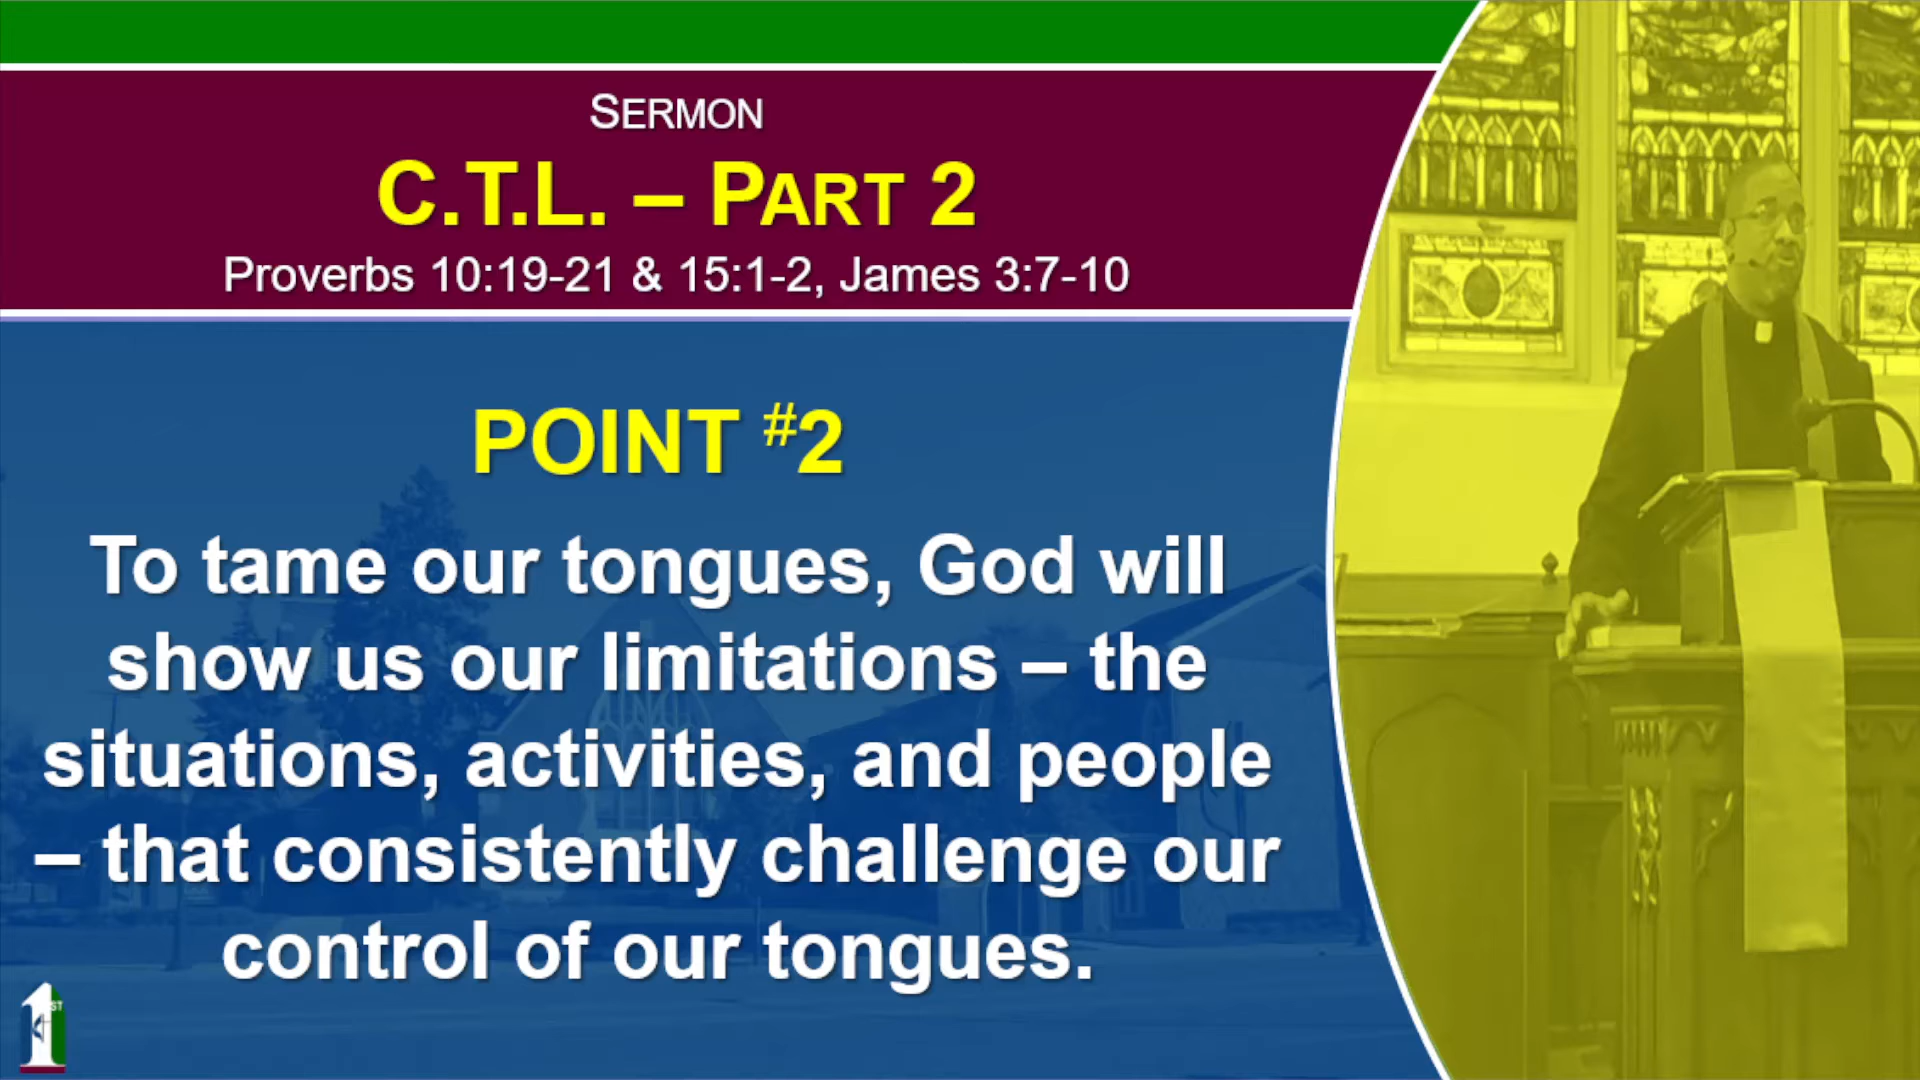 SERMON
C.T.L. – PART 2
Proverbs 10:19-21 & 15:1-2, James 3:7-10
POINT #2
To tame our tongues, God will
show us our limitations – the
situations, activities, and people
– that consistently challenge our
control of our tongues.
1ST